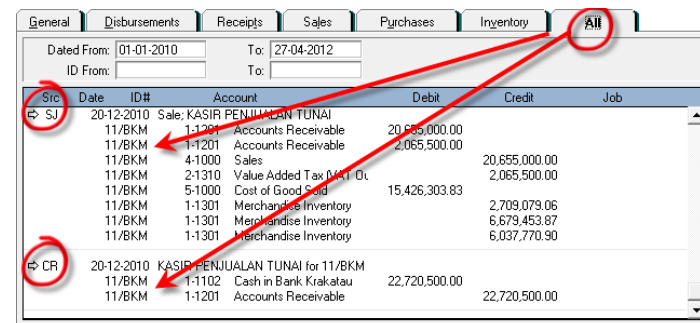 General Disbursements Receipts Sales Purchases Inventory All
Dated From: 01-01-2010 To: 27-04-2012
ID From: To:
Src Date ID# Account Debit Credit Job
SJ 20-12-2010 Sale; KASIR PENJUALAN TUNAI
11/BKM 1-1201 Accounts Receivable 20,655,000.00
11/BKM 1-1201 Accounts Receivable 2,065,500.00
11/BKM 4-1000 Sales 20,655,000.00
11/BKM 2-1310 Value Added Tax (VAT Ou 2,065,500.00
11/BKM 5-1000 Cost of Good Sold 15,426,303.83
11/BKM 1-1301 Merchandise Inventory 2,709,079.06
11/BKM 1-1301 Merchandise Inventory 6,679,453.87
11/BKM 1-1301 Merchandise Inventory 6,037,770.90
CR 20-12-2010 KASIR PENJUALAN TUNAI for 11/BKM
11/BKM 1-1102 Cash in Bank Krakatau 22,720,500.00
11/BKM 1-1201 Accounts Receivable 22,720,500.00